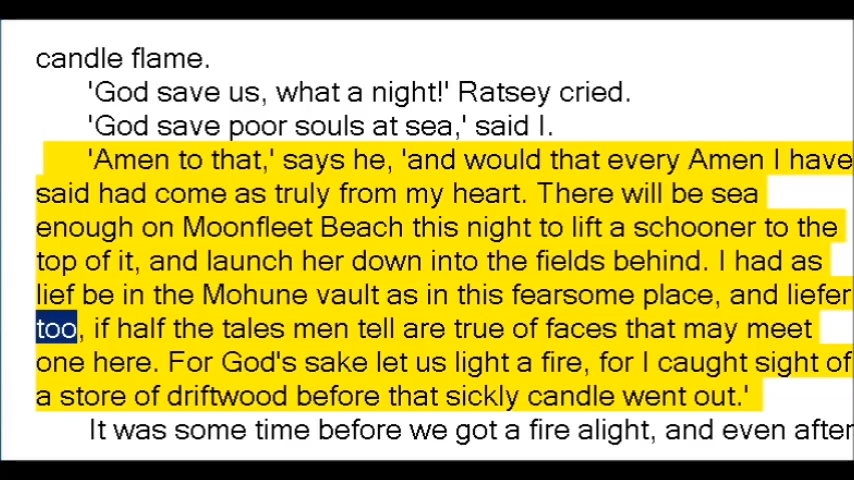 candle flame.
'God save us, what a night!' Ratsey cried.
'God save poor souls at sea,' said I.
'Amen to that,' says he, 'and would that every Amen I have
said had come as truly from my heart. There will be sea
enough on Moonfleet Beach this night to lift a schooner to the
top of it, and launch her down into the fields behind. I had as
lief be in the Mohune vault as in this fearsome place, and liefer
too, if half the tales men tell are true of faces that may meet
one here. For God's sake let us light a fire, for I caught sight of
a store of driftwood before that sickly candle went out.'
It was some time before we got a fire alight, and even after